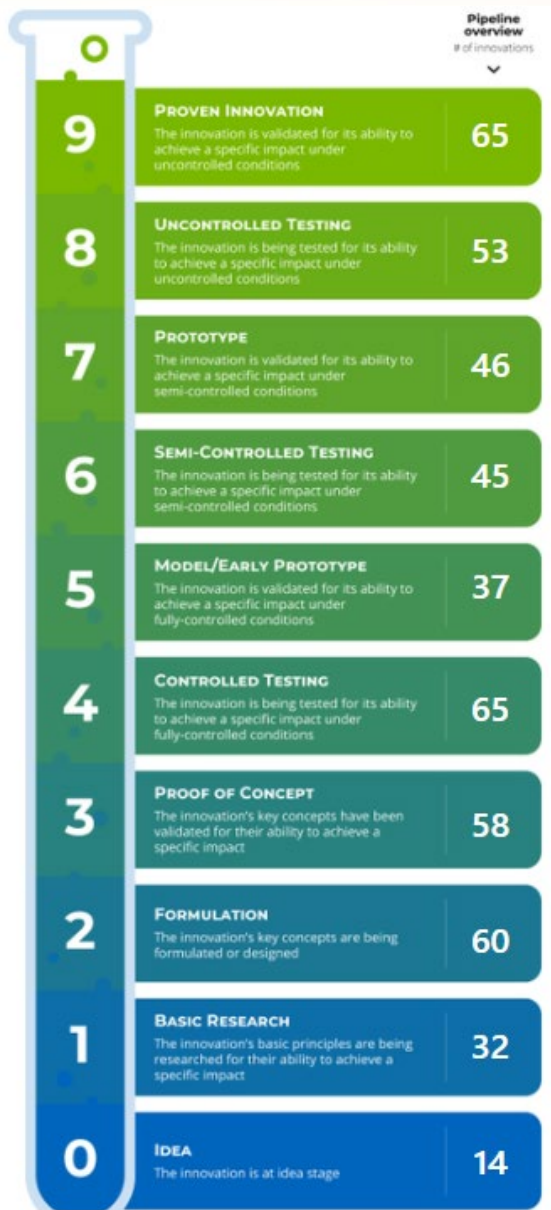 Pipeline
overview
# of innovations
9
PROVEN INNOVATION
The innovation is validated for its ability to
achieve a specific impact under
uncontrolled conditions
65
8
UNCONTROLLED TESTING
The innovation is being tested for its ability
to achieve a specific impact under
uncontrolled conditions
53
7
PROTOTYPE
The innovation is validated for its ability to
achieve a specific impact under
semi-controlled conditions
46
6
SEMI-CONTROLLED TESTING
The innovation is being tested for its ability
to achieve a specific impact under
semi-controlled conditions
45
5
MODEL/EARLY PROTOTYPE
The innovation is validated for its ability to
achieve a specific impact under
fully-controlled conditions
37
4
CONTROLLED TESTING
The innovation is being tested for its ability
to achieve a specific impact under
fully-controlled conditions
65
3
PROOF OF CONCEPT
The innovation's key concepts have been
validated for their ability to achieve a
specific impact
58
2
FORMULATION
The innovation's key concepts are being
formulated or designed
60
1
BASIC RESEARCH
The innovation's basic principles are being
researched for their ability to achieve a
specific impact
32
0
IDEA
The innovation is at idea stage
14